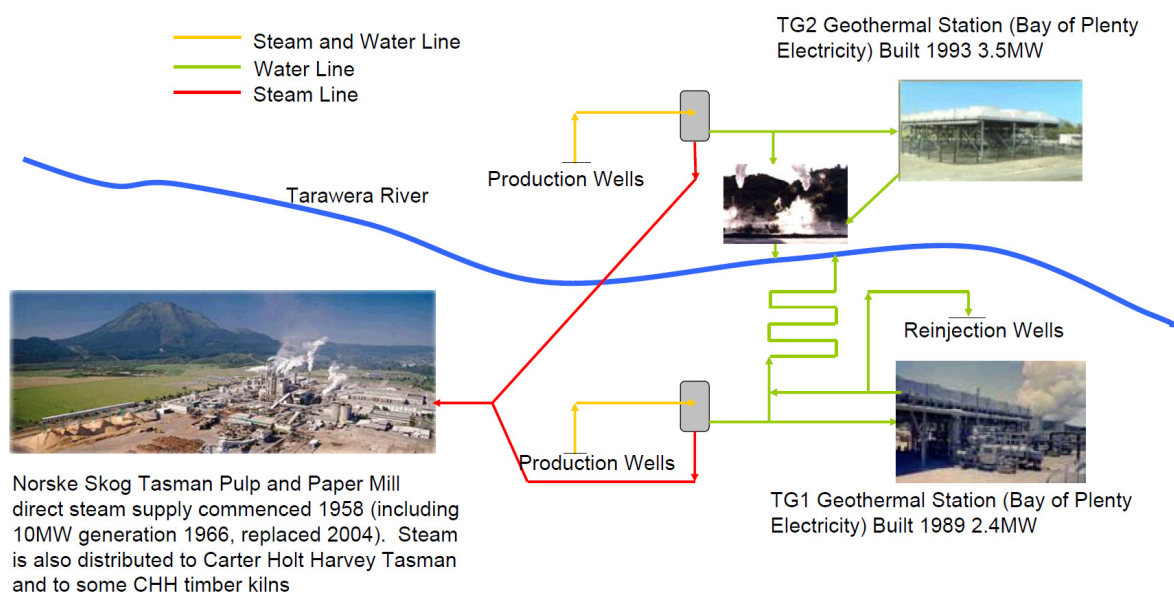 Steam and Water Line
Water Line
Steam Line
TG2 Geothermal Station (Bay of Plenty
Electricity) Built 1993 3.5MW
Production Wells
Tarawera River
Reinjection Wells
Production Wells
Norske Skog Tasman Pulp and Paper Mill
direct steam supply commenced 1958 (including
10MW generation 1966, replaced 2004).  Steam
is also distributed to Carter Holt Harvey Tasman
and to some CHH timber kilns
TG1 Geothermal Station (Bay of Plenty
Electricity) Built 1989 2.4MW